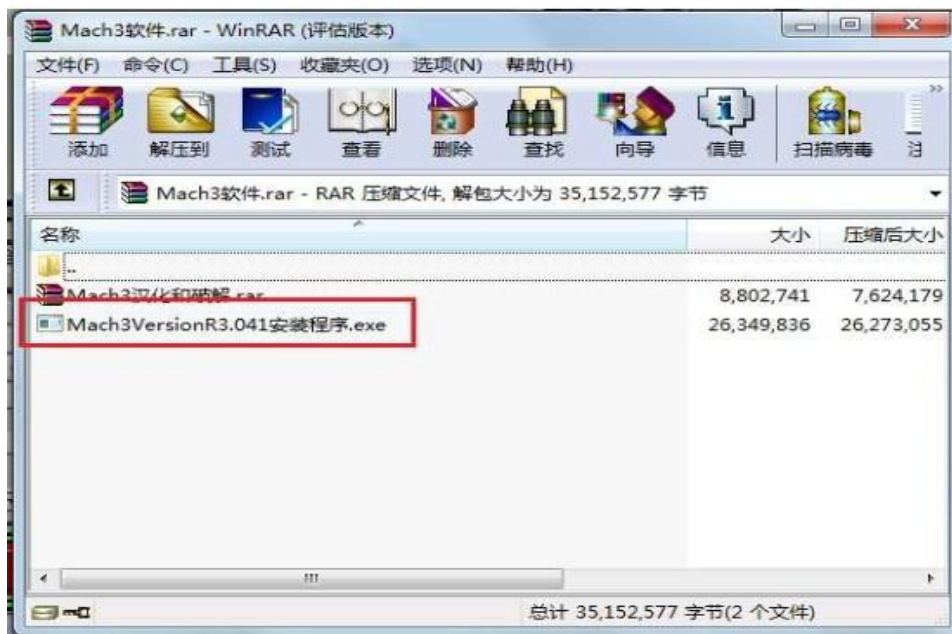 Mach3软件.rar - WinRAR (评估版本)
文件(F) 命令(C) 工具(S) 收藏夹(O) 选项(N) 帮助(H)
添加 解压到 测试 查看 删除 查找 向导 信息 扫描病毒 注
Mach3软件.rar - RAR 压缩文件, 解包大小为 35,152,577 字节
名称 大小 压缩后大小
..
Mach3汉化和破解.rar 8,802,741 7,624,179
Mach3VersionR3.041安装程序.exe 26,349,836 26,273,055
总计 35,152,577 字节(2 个文件)